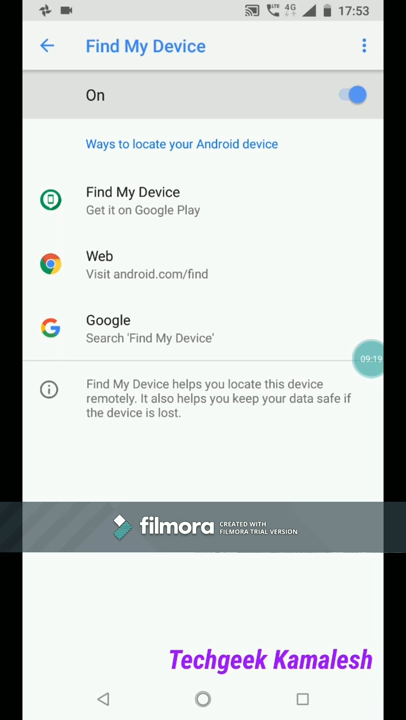 LTE 4G 17:53
Find My Device
On
Ways to locate your Android device
Find My Device
Get it on Google Play
Web
Visit android.com/find
Google
Search 'Find My Device'
09:19
Find My Device helps you locate this device
remotely. It also helps you keep your data safe if
the device is lost.
filmora
CREATED WITH
FILMORA TRIAL VERSION
Techgeek Kamalesh